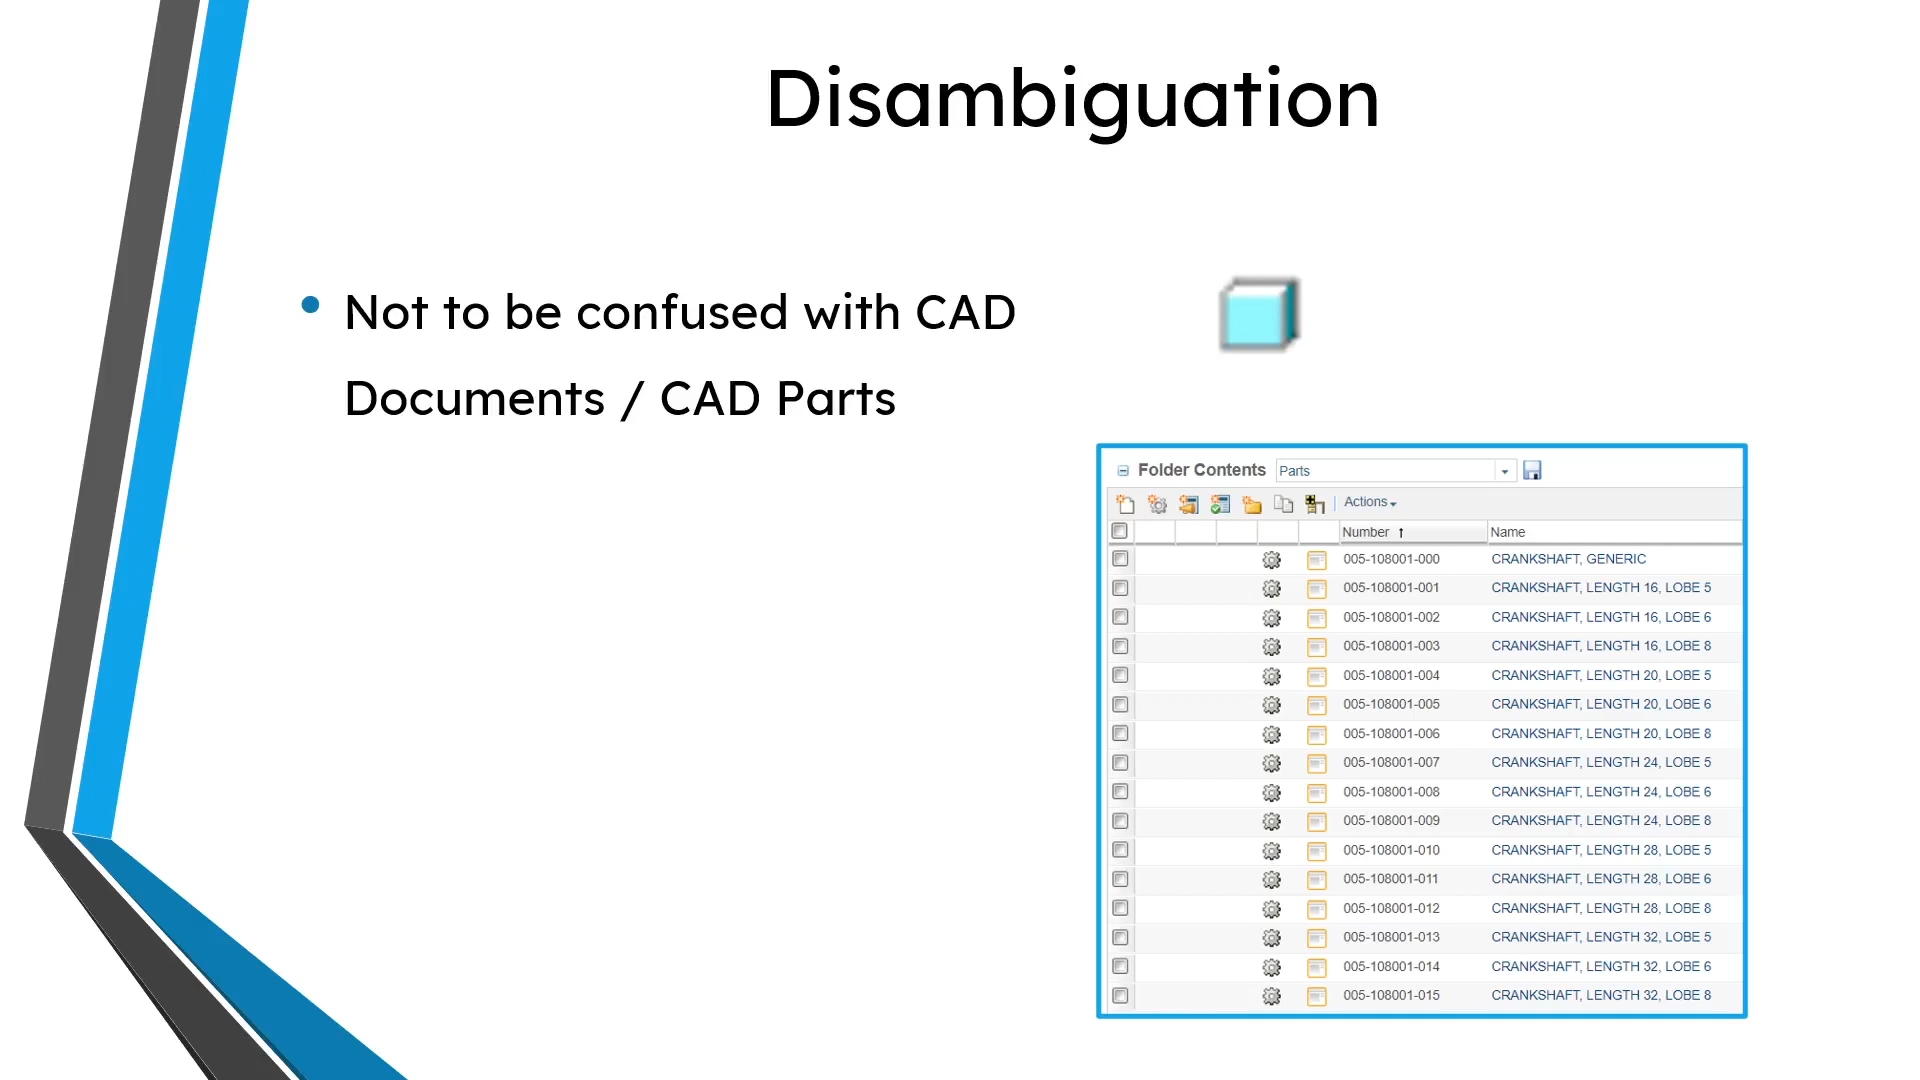 Disambiguation
Not to be confused with CAD
Documents / CAD Parts
Folder Contents Parts
Actions
Number ↑ Name
005-108001-000 CRANKSHAFT, GENERIC
005-108001-001 CRANKSHAFT, LENGTH 16, LOBE 5
005-108001-002 CRANKSHAFT, LENGTH 16, LOBE 6
005-108001-003 CRANKSHAFT, LENGTH 16, LOBE 8
005-108001-004 CRANKSHAFT, LENGTH 20, LOBE 5
005-108001-005 CRANKSHAFT, LENGTH 20, LOBE 6
005-108001-006 CRANKSHAFT, LENGTH 20, LOBE 8
005-108001-007 CRANKSHAFT, LENGTH 24, LOBE 5
005-108001-008 CRANKSHAFT, LENGTH 24, LOBE 6
005-108001-009 CRANKSHAFT, LENGTH 24, LOBE 8
005-108001-010 CRANKSHAFT, LENGTH 28, LOBE 5
005-108001-011 CRANKSHAFT, LENGTH 28, LOBE 6
005-108001-012 CRANKSHAFT, LENGTH 28, LOBE 8
005-108001-013 CRANKSHAFT, LENGTH 32, LOBE 5
005-108001-014 CRANKSHAFT, LENGTH 32, LOBE 6
005-108001-015 CRANKSHAFT, LENGTH 32, LOBE 8